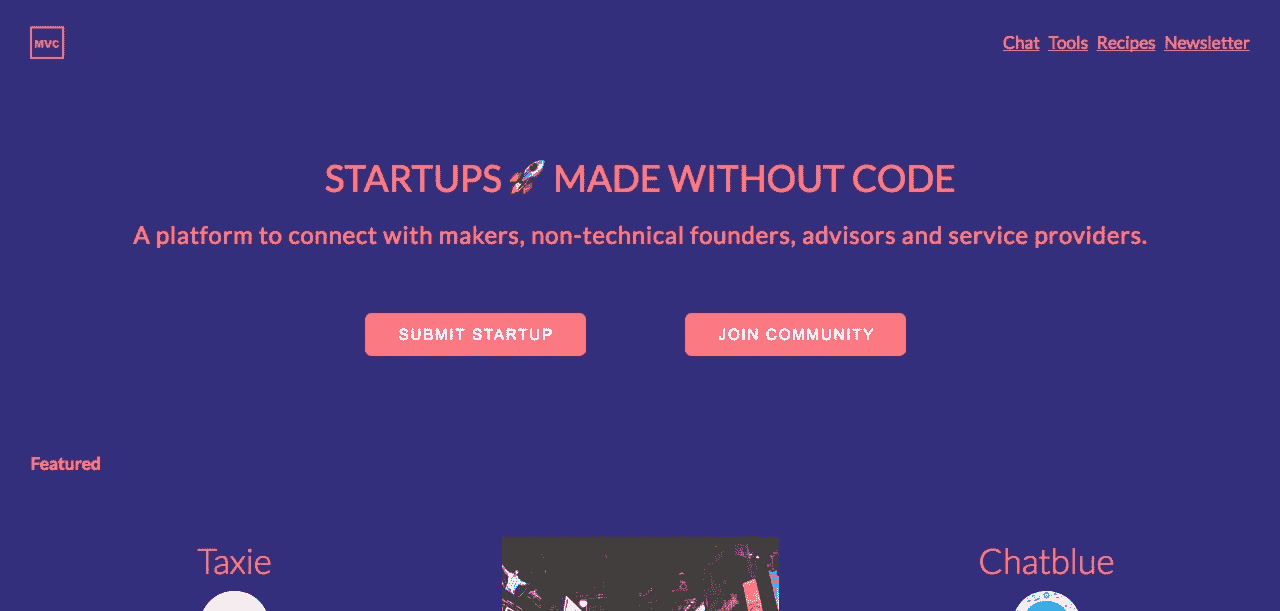 MVC
Chat Tools Recipes Newsletter
STARTUPS 🚀 MADE WITHOUT CODE
A platform to connect with makers, non-technical founders, advisors and service providers.
SUBMIT STARTUP JOIN COMMUNITY
Featured
Taxie Chatblue